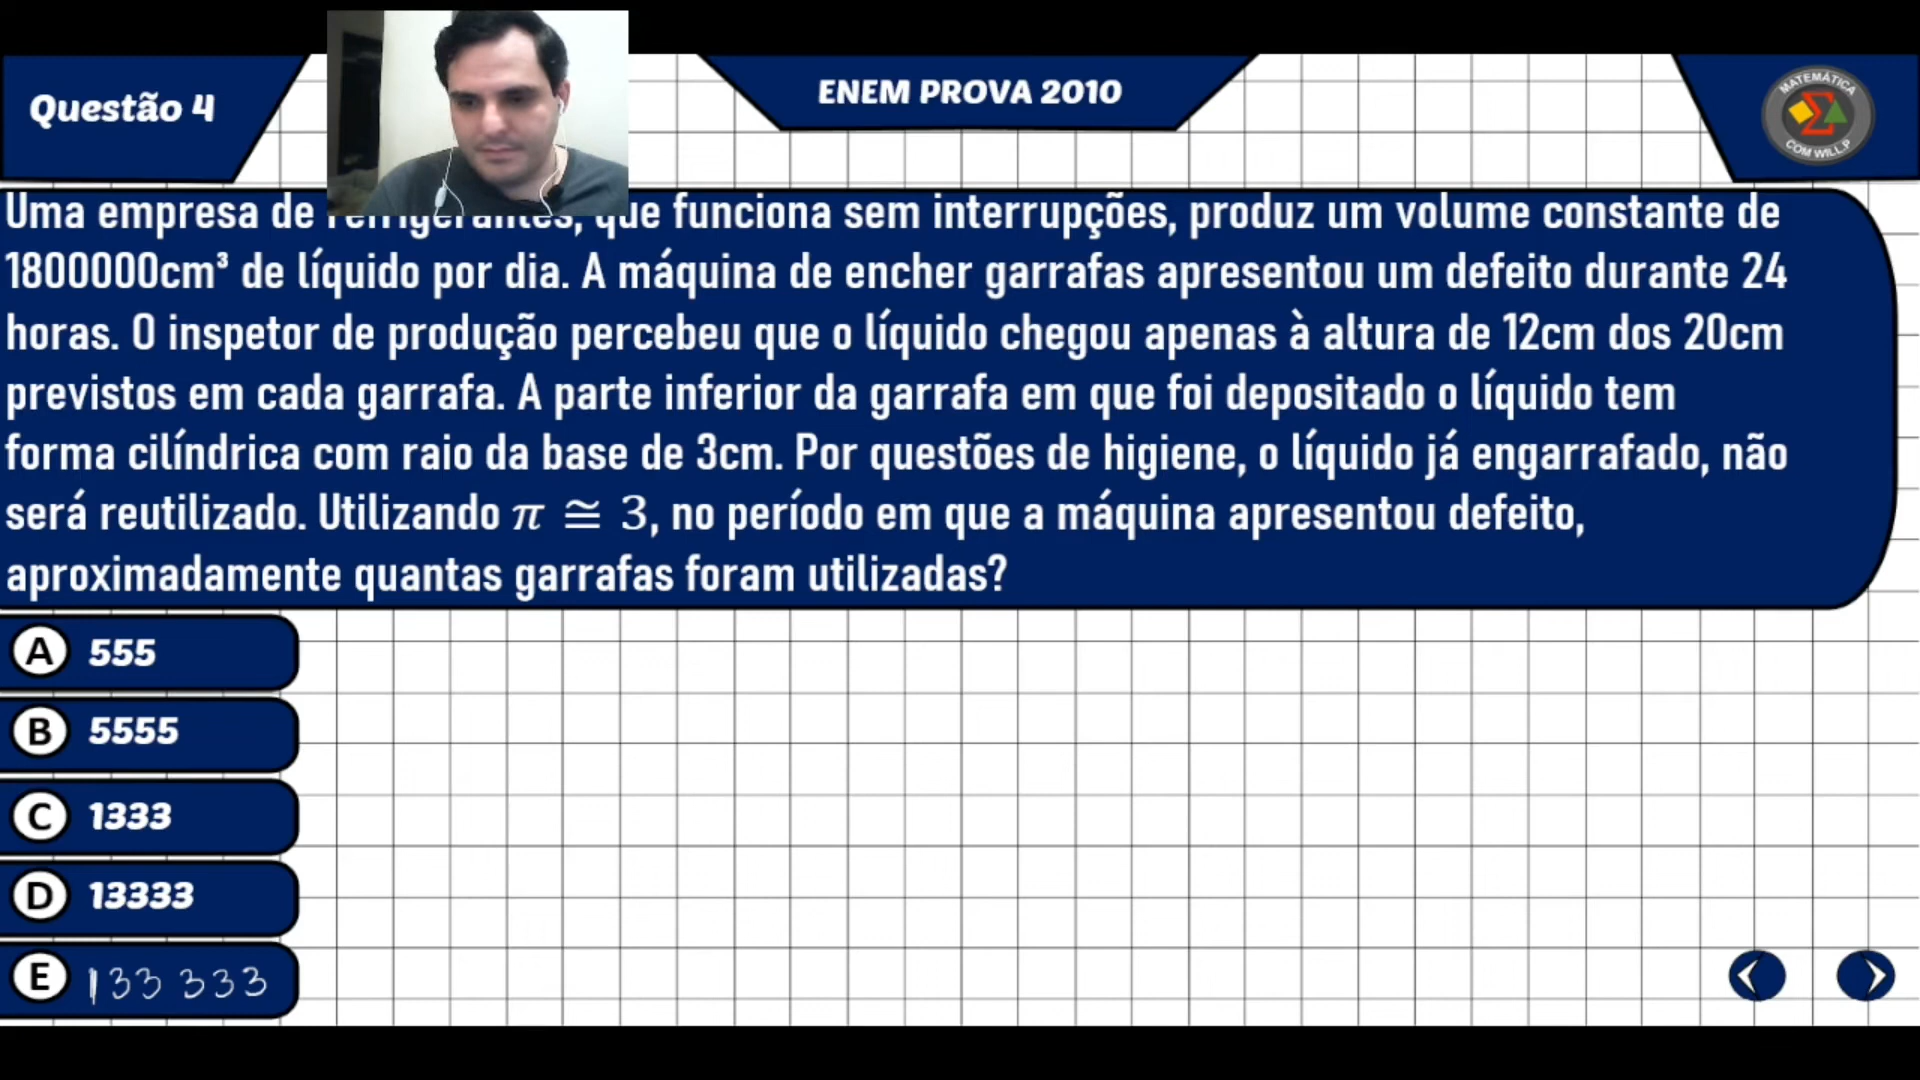 Questão 4
ENEM PROVA 2010
MATEMÁTICA
COM WILL.P
Uma empresa de refrigerantes, que funciona sem interrupções, produz um volume constante de
1800000cm³ de líquido por dia. A máquina de encher garrafas apresentou um defeito durante 24
horas. O inspetor de produção percebeu que o líquido chegou apenas à altura de 12cm dos 20cm
previstos em cada garrafa. A parte inferior da garrafa em que foi depositado o líquido tem
forma cilíndrica com raio da base de 3cm. Por questões de higiene, o líquido já engarrafado, não
será reutilizado. Utilizando π ≅ 3, no período em que a máquina apresentou defeito,
aproximadamente quantas garrafas foram utilizadas?
A 555
B 5555
C 1333
D 13333
E 133 333